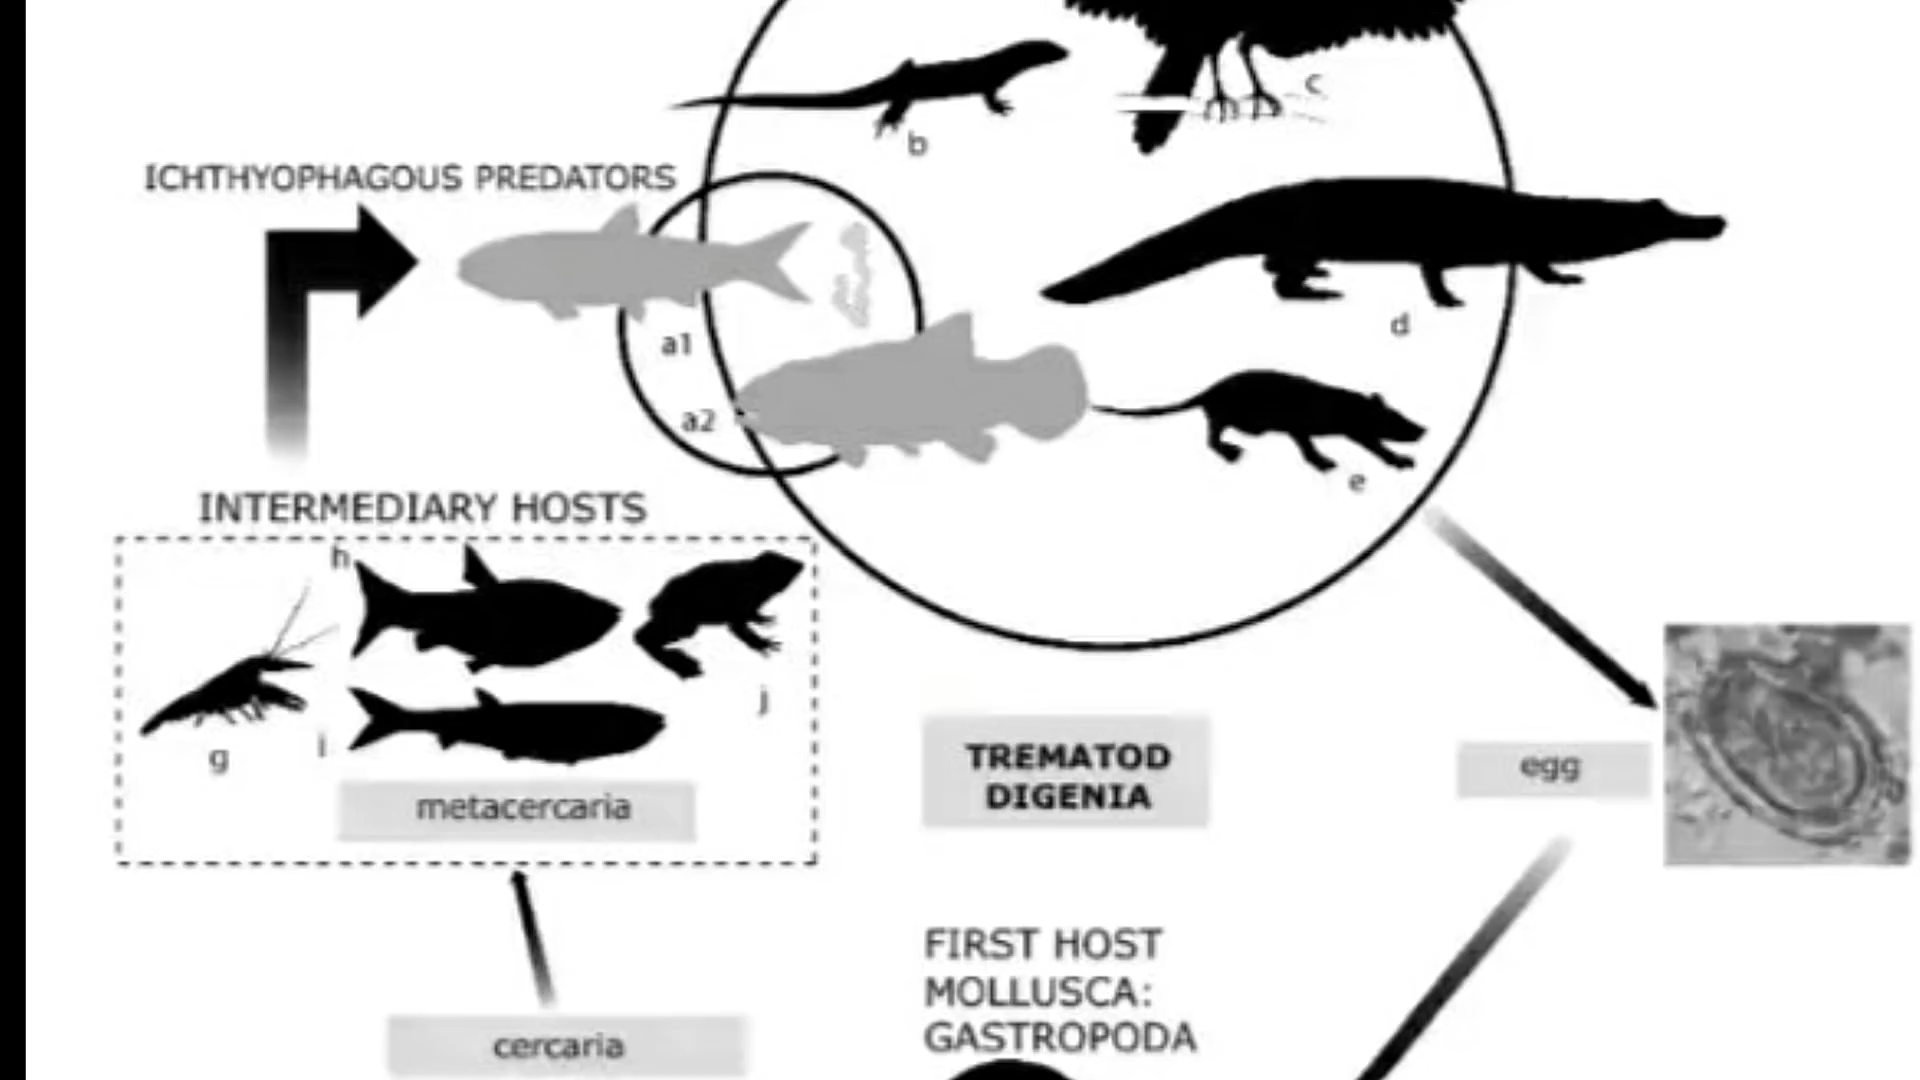 c
b
ICHTHYOPHAGOUS PREDATORS
d
a1
a2
e
INTERMEDIARY HOSTS
h
j
i
g
TREMATOD
DIGENIA
egg
metacercaria
FIRST HOST
MOLLUSCA:
GASTROPODA
cercaria